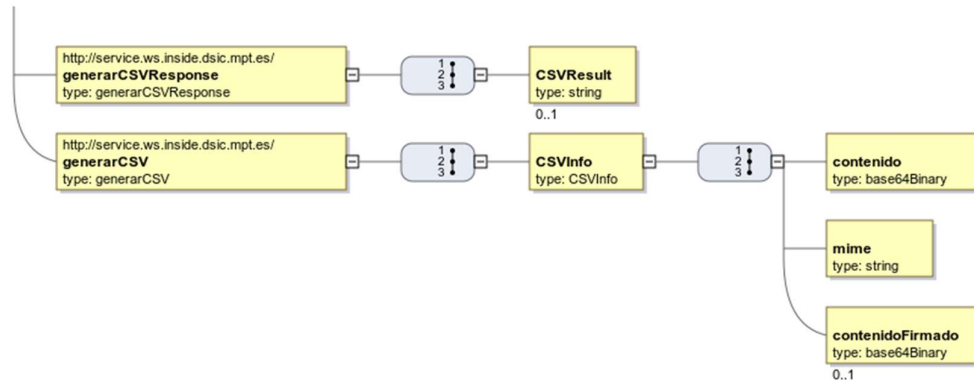 http://service.ws.inside.dsic.mpt.es/
generarCSVResponse
type: generarCSVResponse
1
2
3
CSVResult
type: string
0..1
http://service.ws.inside.dsic.mpt.es/
generarCSV
type: generarCSV
1
2
3
CSVInfo
type: CSVInfo
1
2
3
contenido
type: base64Binary
mime
type: string
contenidoFirmado
type: base64Binary
0..1